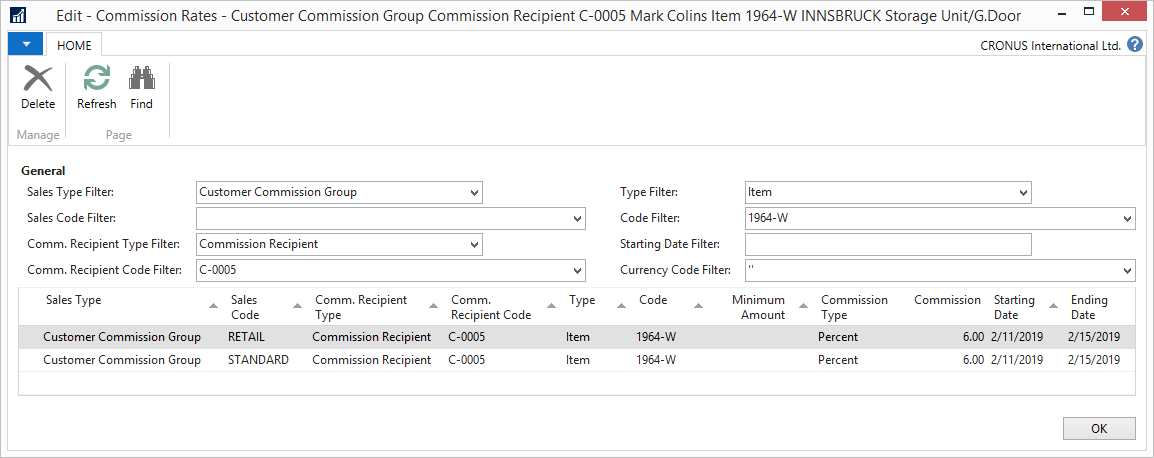 Edit - Commission Rates - Customer Commission Group Commission Recipient C-0005 Mark Colins Item 1964-W INNSBRUCK Storage Unit/G.Door
HOME
CRONUS International Ltd.
Delete Refresh Find
Manage Page
General
Sales Type Filter: Customer Commission Group Type Filter: Item
Sales Code Filter: Code Filter: 1964-W
Comm. Recipient Type Filter: Commission Recipient Starting Date Filter:
Comm. Recipient Code Filter: C-0005 Currency Code Filter: ''
Sales Type Sales Comm. Recipient Comm. Type Code Minimum Commission Commission Starting Ending
Code Type Recipient Code Amount Type Date Date
Customer Commission Group RETAIL Commission Recipient C-0005 Item 1964-W Percent 6.00 2/11/2019 2/15/2019
Customer Commission Group STANDARD Commission Recipient C-0005 Item 1964-W Percent 6.00 2/11/2019 2/15/2019
OK